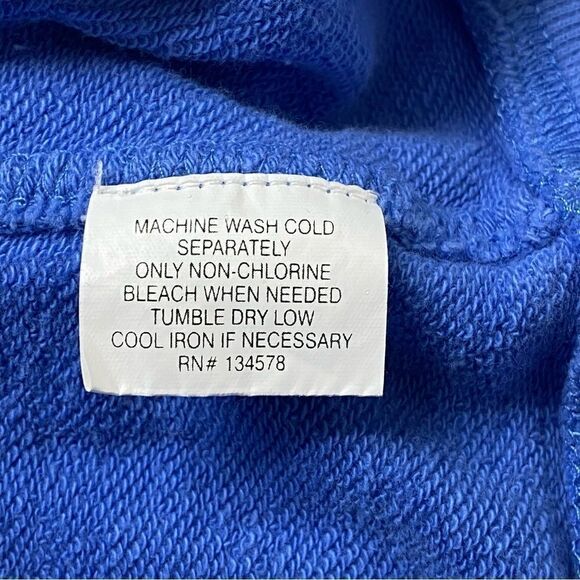 MACHINE WASH COLD
SEPARATELY
ONLY NON-CHLORINE
BLEACH WHEN NEEDED
TUMBLE DRY LOW
COOL IRON IF NECESSARY
RN# 134578